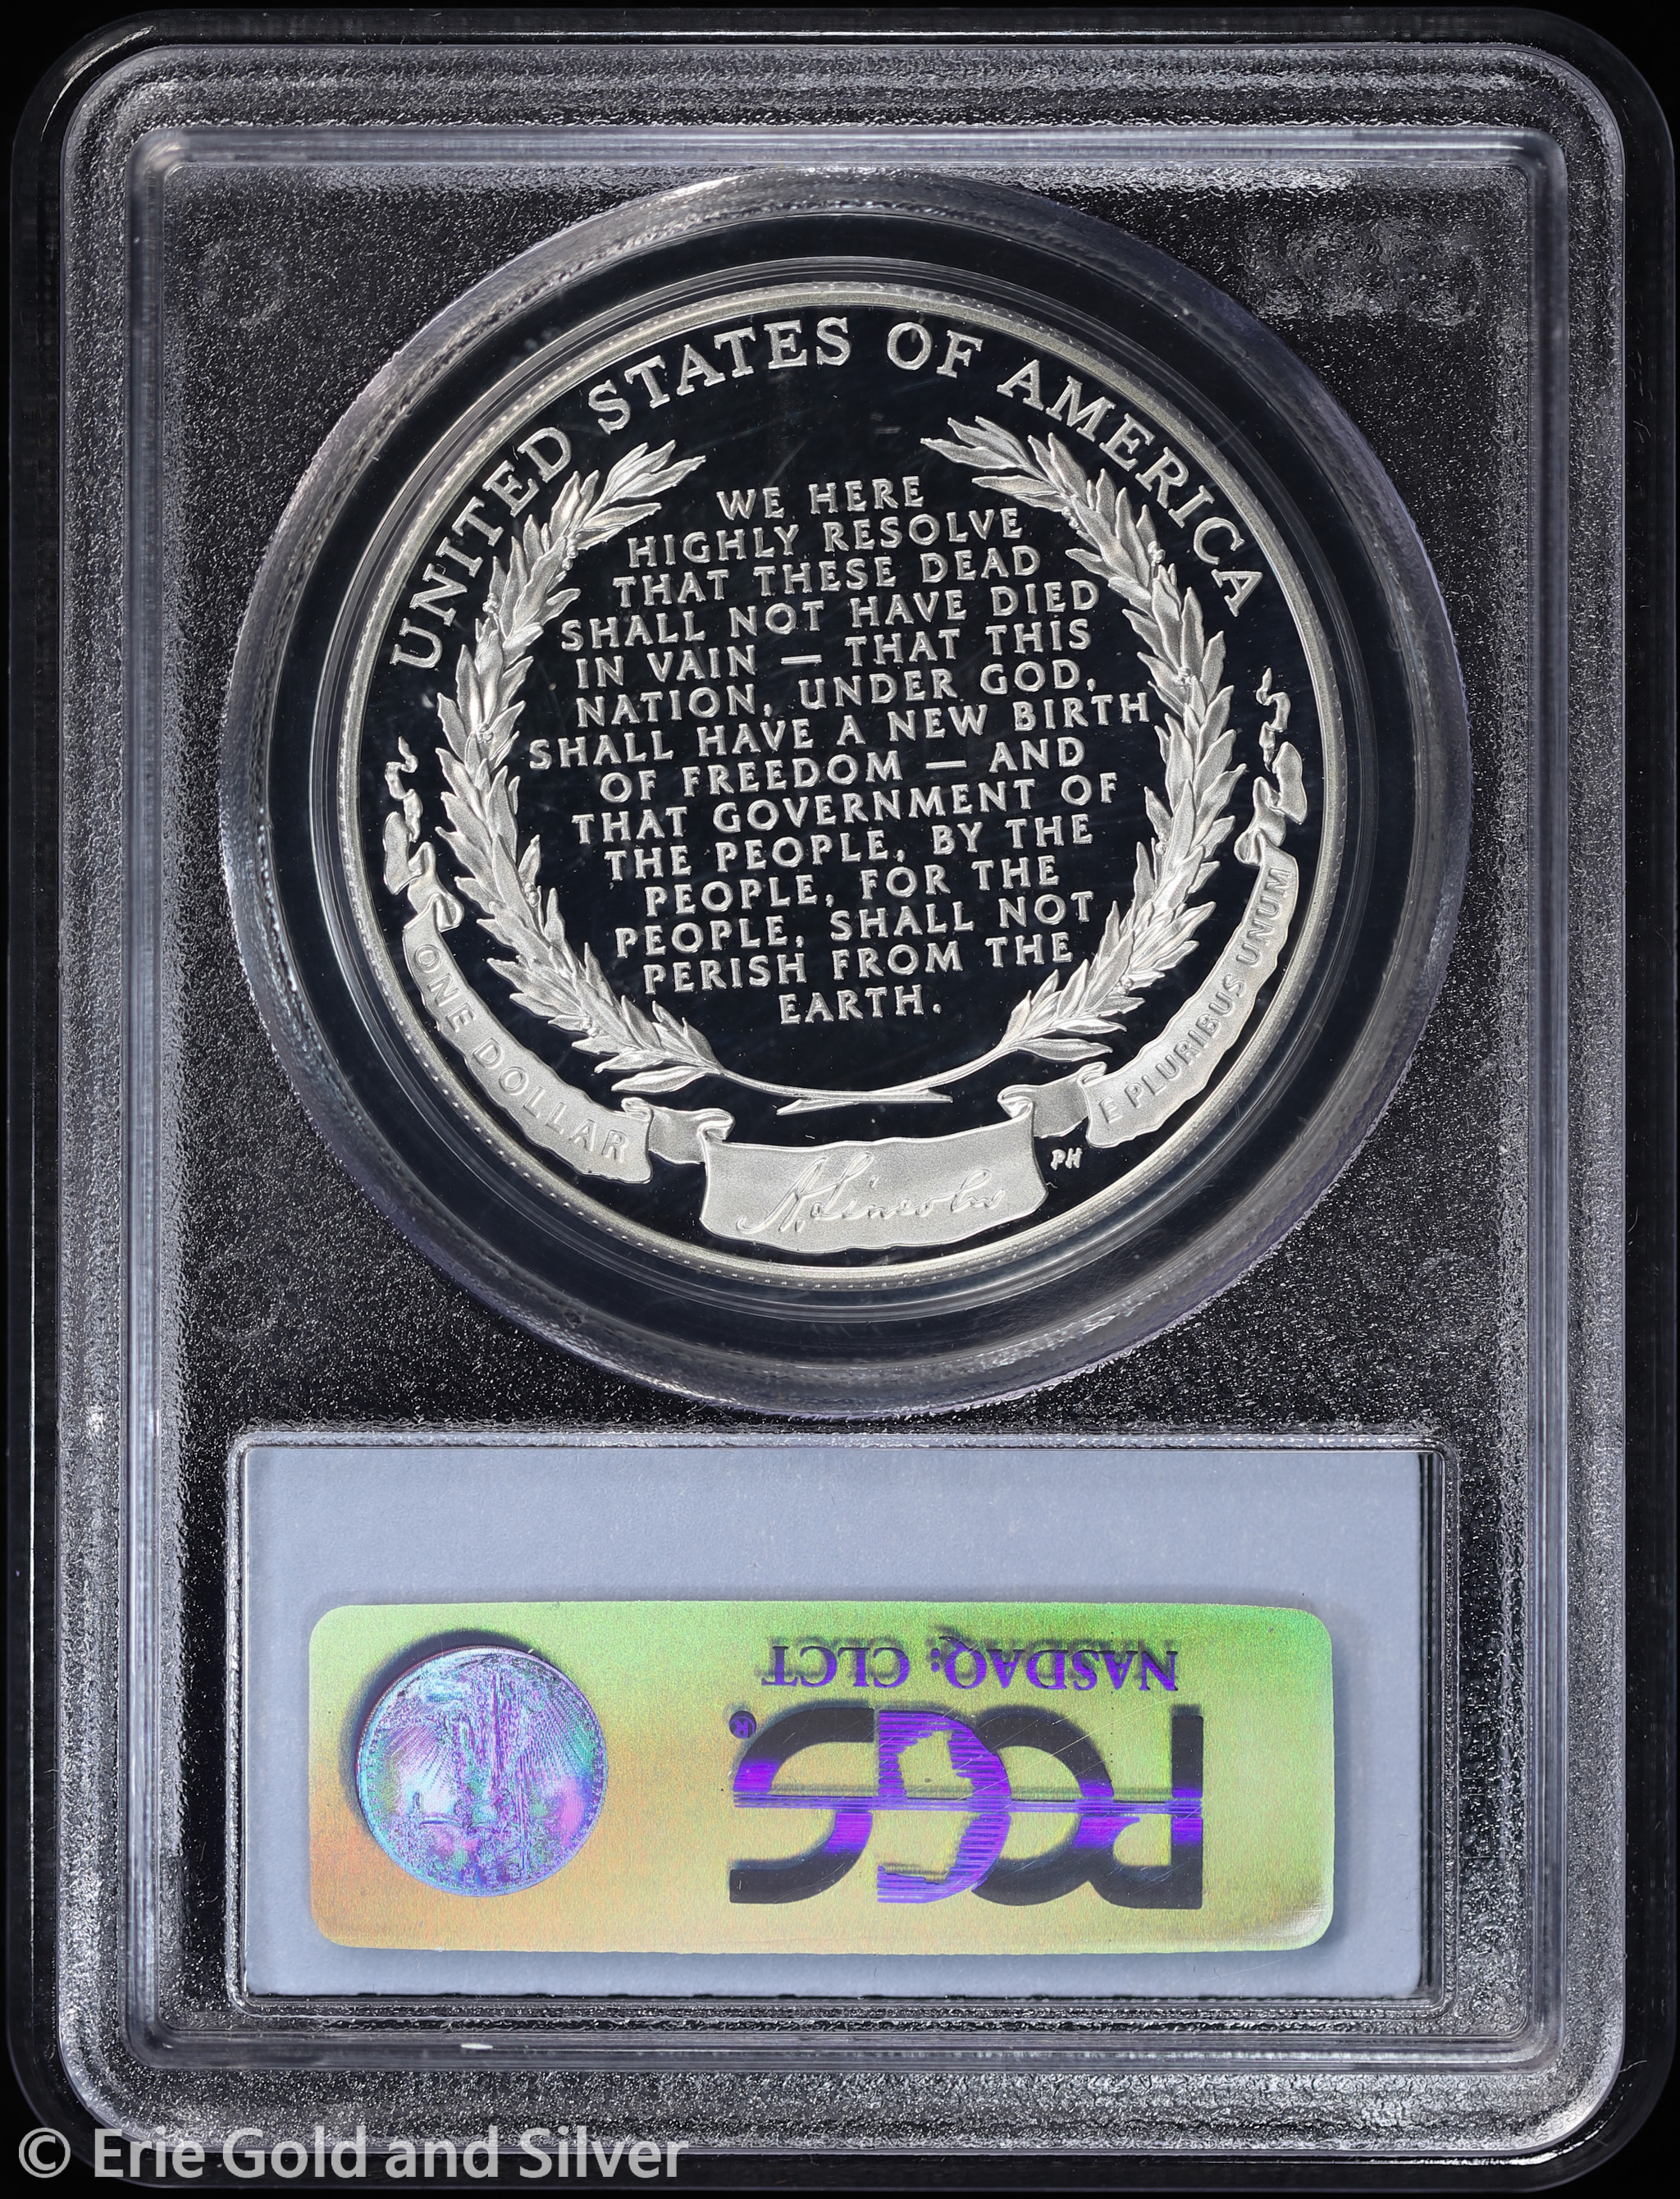 UNITED STATES OF AMERICA
WE HERE
HIGHLY RESOLVE
THAT THESE DEAD
SHALL NOT HAVE DIED
IN VAIN — THAT THIS
NATION, UNDER GOD,
SHALL HAVE A NEW BIRTH
OF FREEDOM — AND
THAT GOVERNMENT OF
THE PEOPLE, BY THE
PEOPLE, FOR THE
PEOPLE, SHALL NOT
PERISH FROM THE
EARTH.
ONE DOLLAR
A. Lincoln
PH
E PLURIBUS UNUM
NASDAQ: CLCT
PCGS®
© Erie Gold and Silver